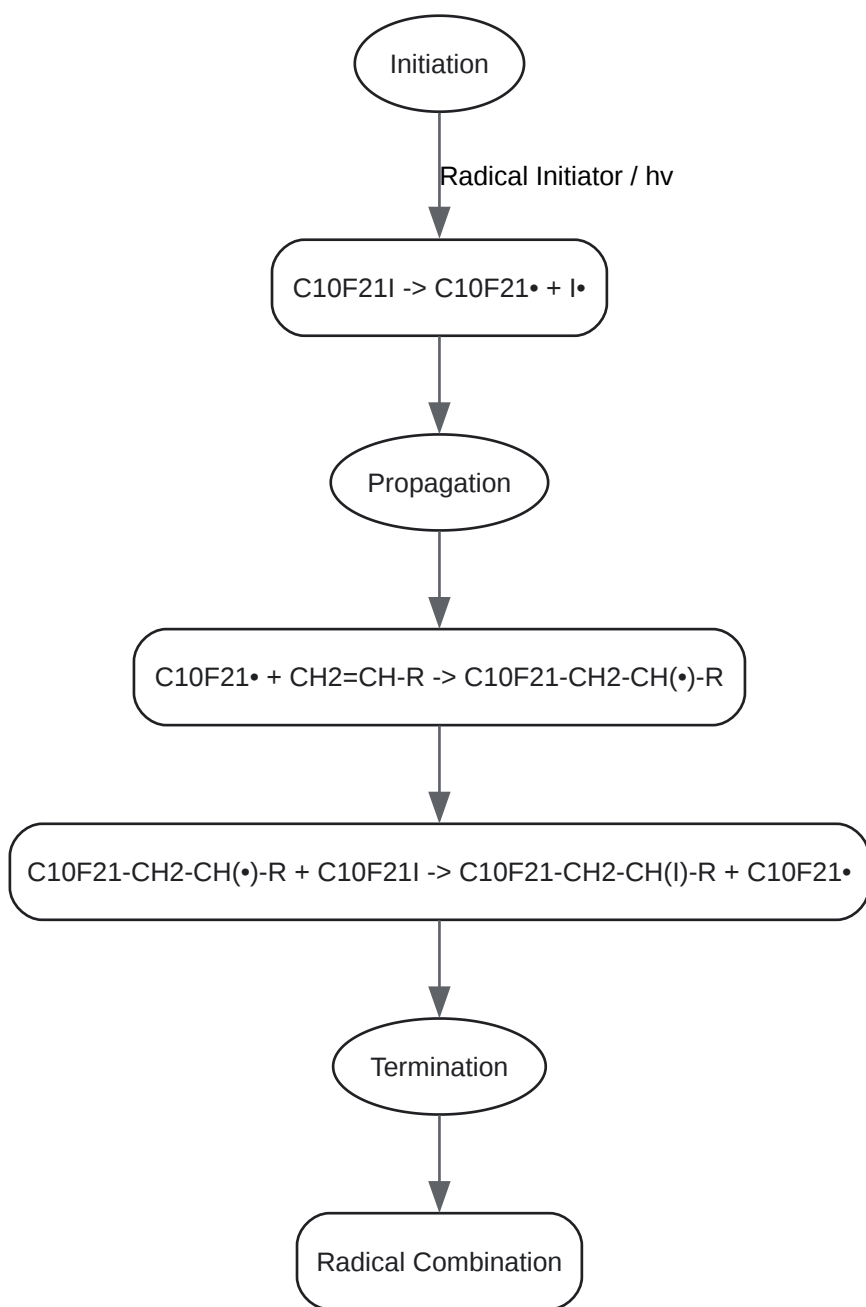 Initiation
Radical Initiator / hv
C10F21I -> C10F21• + I•
Propagation
C10F21• + CH2=CH-R -> C10F21-CH2-CH(•)-R
C10F21-CH2-CH(•)-R + C10F21I -> C10F21-CH2-CH(I)-R + C10F21•
Termination
Radical Combination